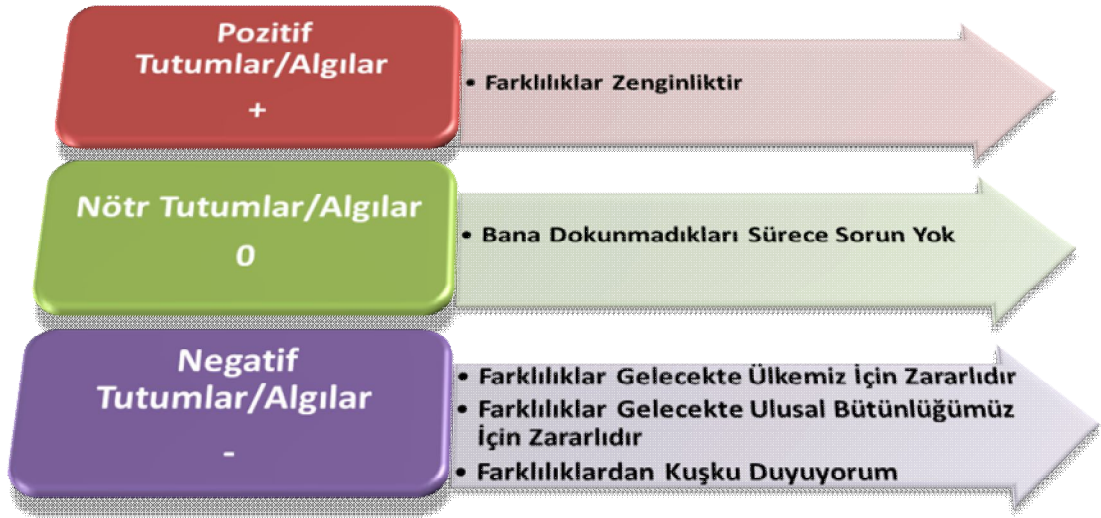 Pozitif
Tutumlar/Algılar
+
• Farklılıklar Zenginliktir
Nötr Tutumlar/Algılar
0
• Bana Dokunmadıkları Sürece Sorun Yok
Negatif
Tutumlar/Algılar
-
• Farklılıklar Gelecekte Ülkemiz İçin Zararlıdır
• Farklılıklar Gelecekte Ulusal Bütünlüğümüz
İçin Zararlıdır
• Farklılıklardan Kuşku Duyuyorum